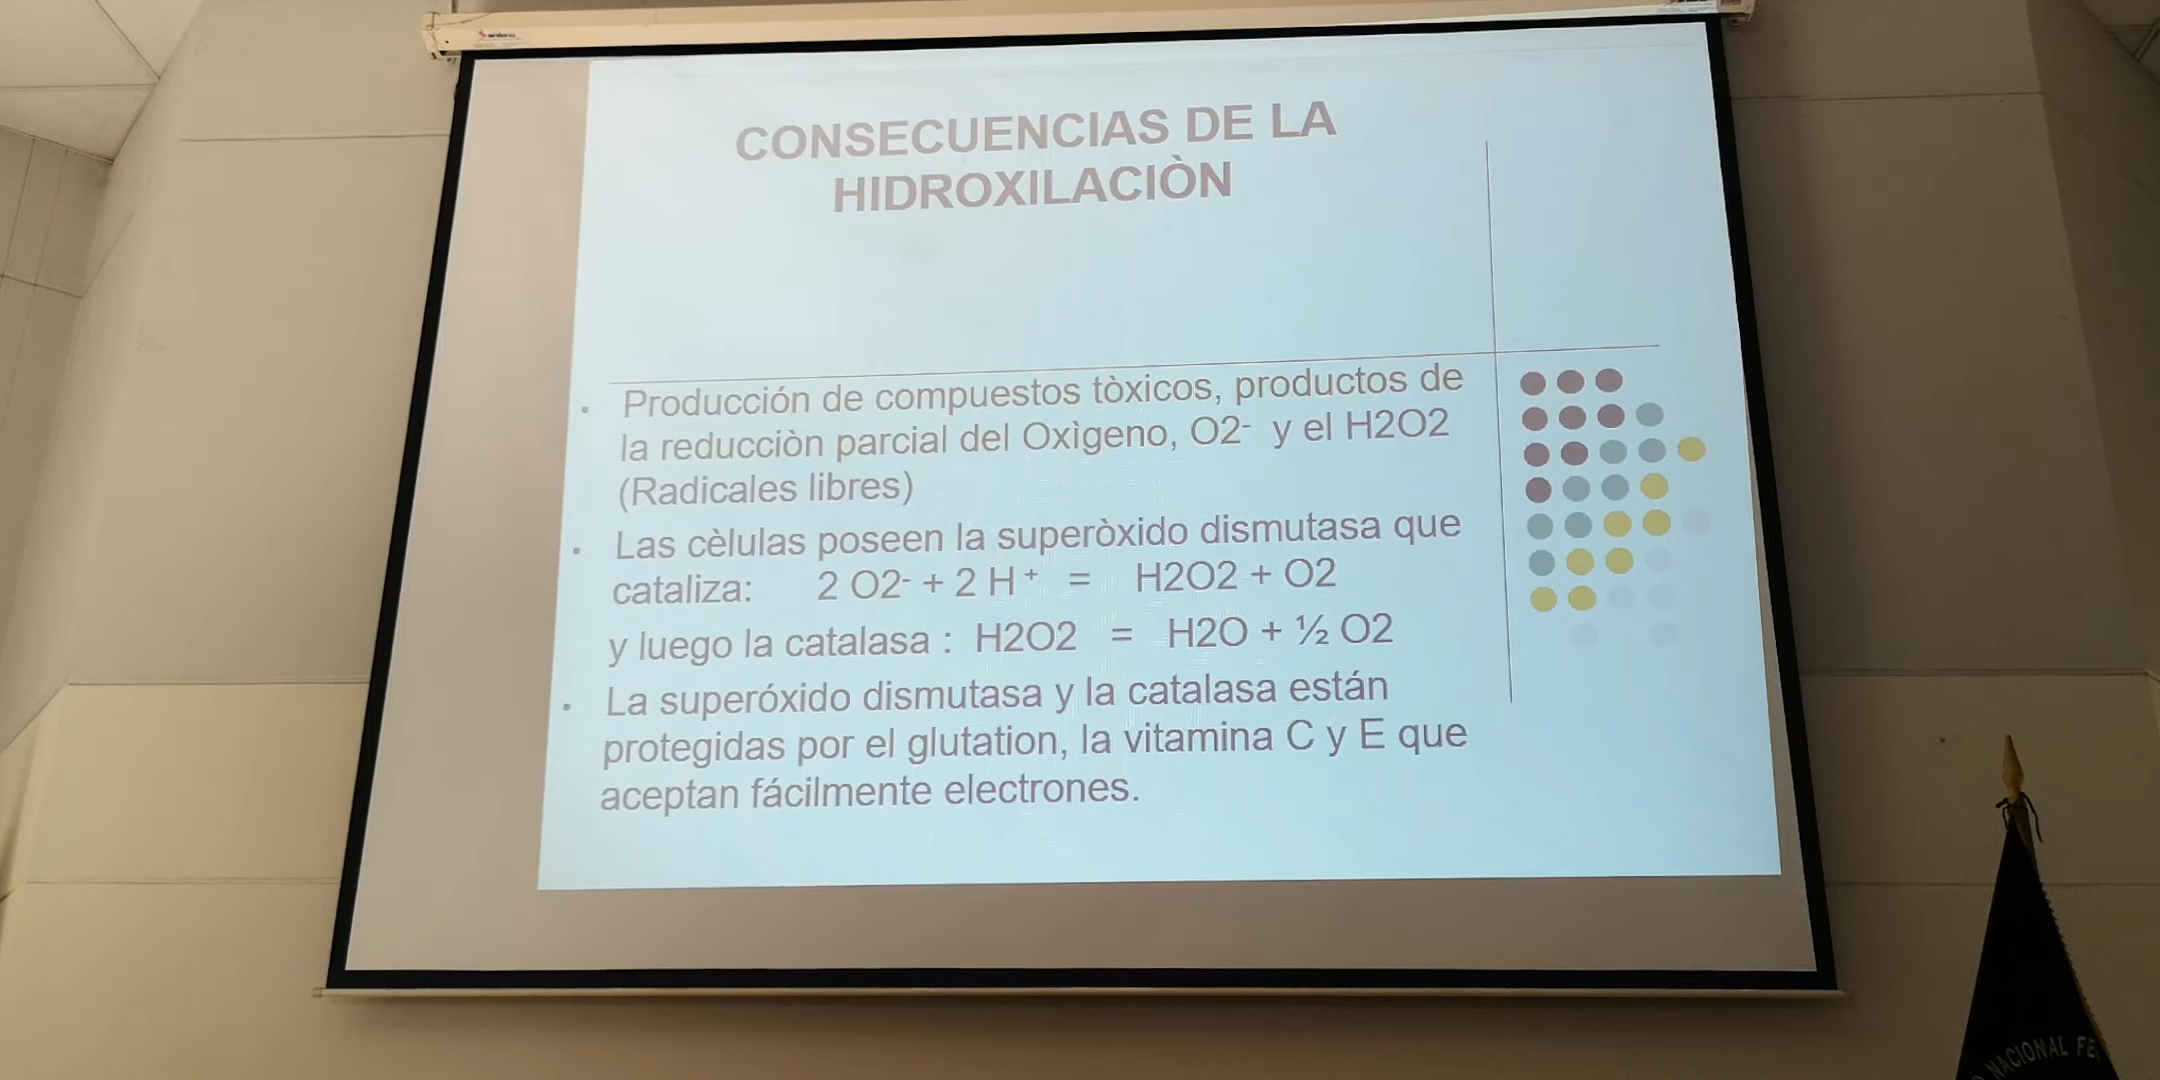 CONSECUENCIAS DE LA
HIDROXILACIÒN
. Producción de compuestos tòxicos, productos de
la reducciòn parcial del Oxìgeno, O2- y el H2O2
(Radicales libres)
. Las cèlulas poseen la superòxido dismutasa que
cataliza: 2 O2- + 2 H+ = H2O2 + O2
y luego la catalasa : H2O2 = H2O + ½ O2
. La superóxido dismutasa y la catalasa están
protegidas por el glutation, la vitamina C y E que
aceptan fácilmente electrones.
NACIONAL FE